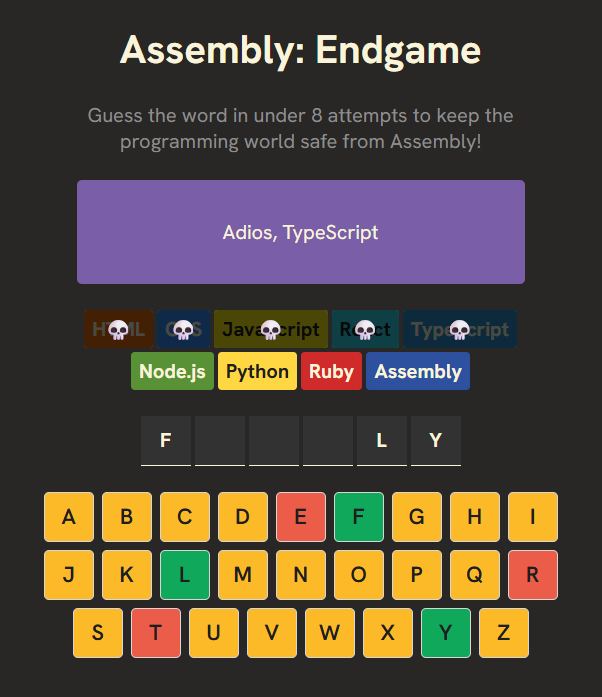 Assembly: Endgame
Guess the word in under 8 attempts to keep the
programming world safe from Assembly!
Adios, TypeScript
HTML CSS JavaScript React TypeScript
Node.js Python Ruby Assembly
F L Y
A B C D E F G H I
J K L M N O P Q R
S T U V W X Y Z